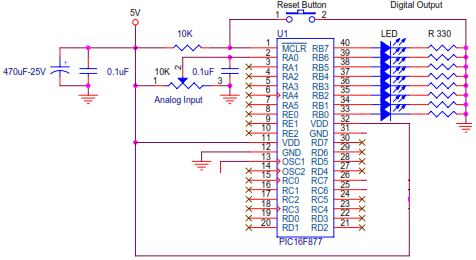 Reset Button
Digital Output
1
2
5V
10K
U1
LED
R 330
470uF-25V
0.1uF
10K
2
0.1uF
1
3
Analog Input
1 MCLR RB7 40
2 RA0 RB6 39
3 RA1 RB5 38
4 RA2 RB4 37
5 RA3 RB3 36
6 RA4 RB2 35
7 RA5 RB1 34
8 RE0 RB0 33
9 RE1 VDD 32
10 RE2 GND 31
11 VDD RD7 30
12 GND RD6 29
13 OSC1 RD5 28
14 OSC2 RD4 27
15 RC0 RC7 26
16 RC1 RC6 25
17 RC2 RC5 24
18 RC3 RC4 23
19 RD0 RD3 22
20 RD1 RD2 21
PIC16F877